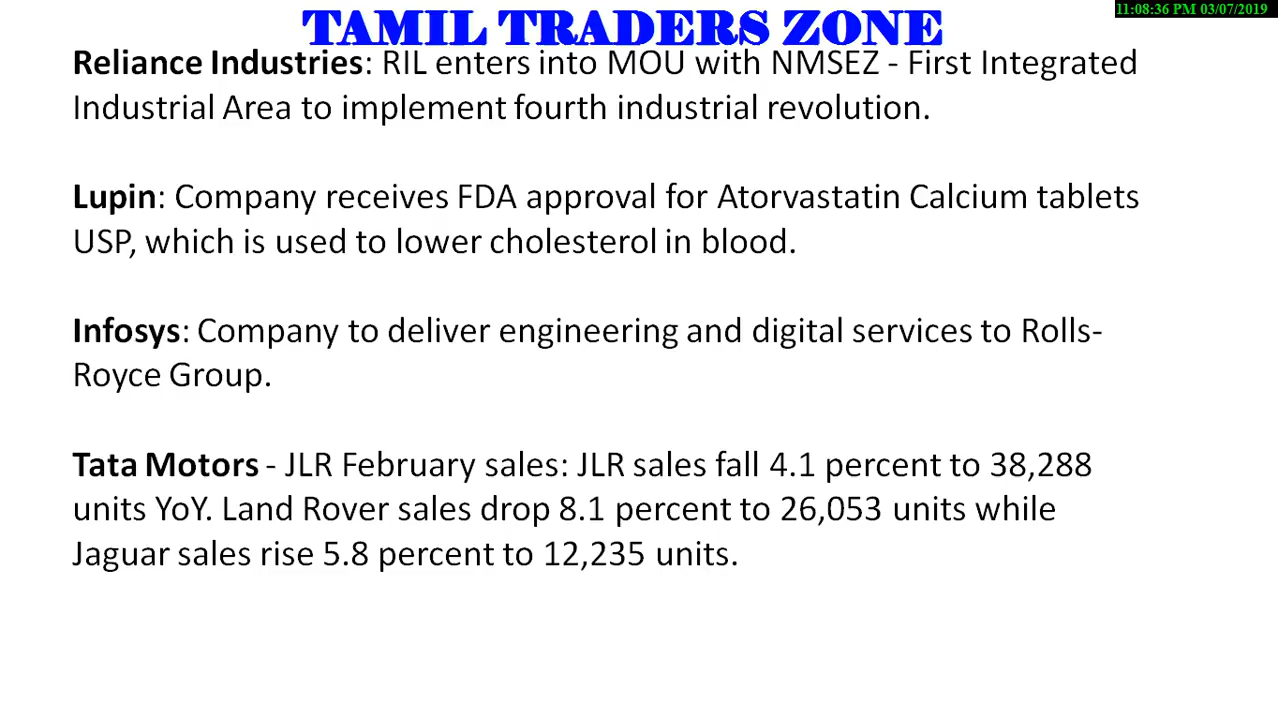 TAMIL TRADERS ZONE
11:08:36 PM 03/07/2019
Reliance Industries: RIL enters into MOU with NMSEZ - First Integrated
Industrial Area to implement fourth industrial revolution.
Lupin: Company receives FDA approval for Atorvastatin Calcium tablets
USP, which is used to lower cholesterol in blood.
Infosys: Company to deliver engineering and digital services to Rolls-
Royce Group.
Tata Motors - JLR February sales: JLR sales fall 4.1 percent to 38,288
units YoY. Land Rover sales drop 8.1 percent to 26,053 units while
Jaguar sales rise 5.8 percent to 12,235 units.